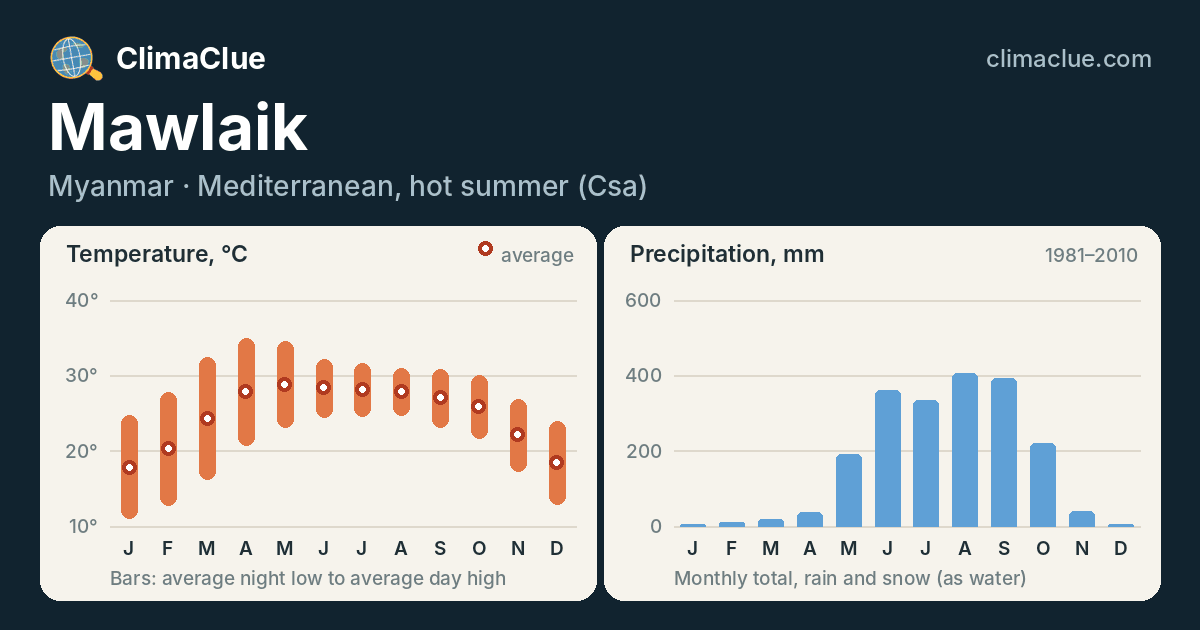 ClimaClue
climaclue.com
Mawlaik
Myanmar · Mediterranean, hot summer (Csa)
Temperature, °C
average
40°
30°
20°
10°
J F M A M J J A S O N D
Bars: average night low to average day high
Precipitation, mm
1981–2010
600
400
200
0
J F M A M J J A S O N D
Monthly total, rain and snow (as water)